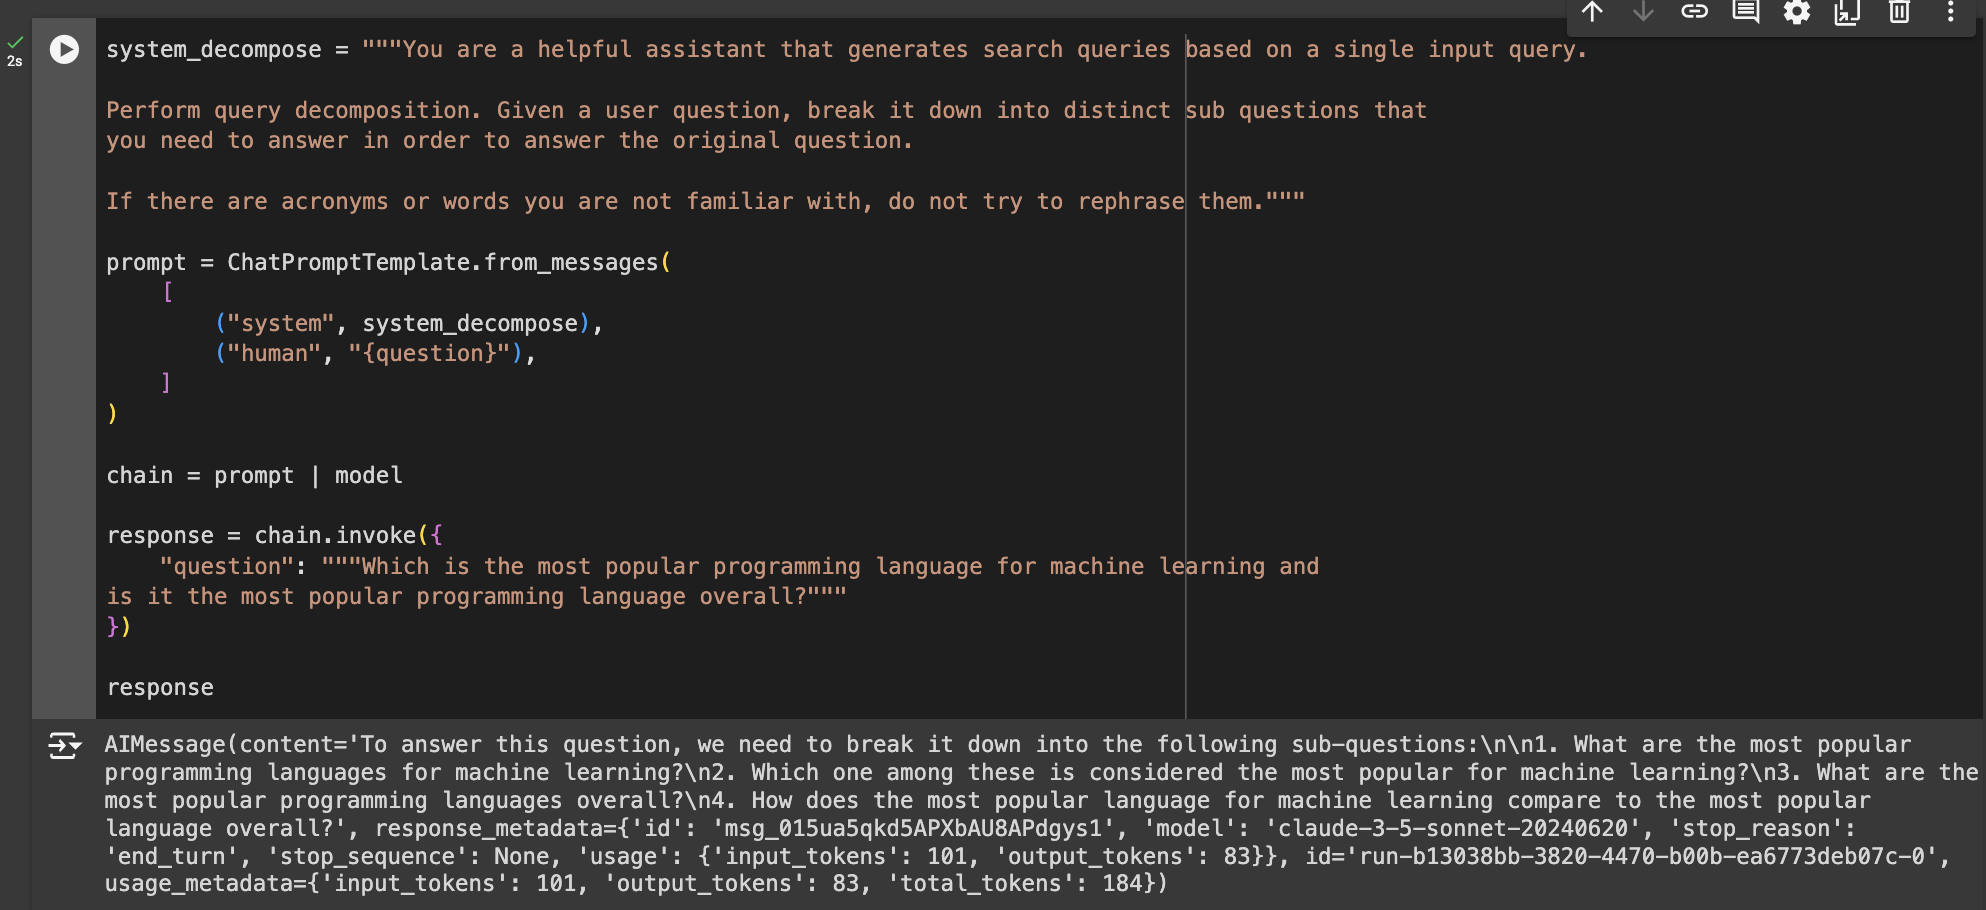 system_decompose = """You are a helpful assistant that generates search queries based on a single input query.
2s
Perform query decomposition. Given a user question, break it down into distinct sub questions that
you need to answer in order to answer the original question.
If there are acronyms or words you are not familiar with, do not try to rephrase them."""
prompt = ChatPromptTemplate.from_messages(
[
("system", system_decompose),
("human", "{question}"),
]
)
chain = prompt | model
response = chain.invoke({
"question": """Which is the most popular programming language for machine learning and
is it the most popular programming language overall?"""
})
response
AIMessage(content='To answer this question, we need to break it down into the following sub-questions:\n\n1. What are the most popular
programming languages for machine learning?\n2. Which one among these is considered the most popular for machine learning?\n3. What are the
most popular programming languages overall?\n4. How does the most popular language for machine learning compare to the most popular
language overall?', response_metadata={'id': 'msg_015ua5qkd5APXbAU8APdgys1', 'model': 'claude-3-5-sonnet-20240620', 'stop_reason':
'end_turn', 'stop_sequence': None, 'usage': {'input_tokens': 101, 'output_tokens': 83}}, id='run-b13038bb-3820-4470-b00b-ea6773deb07c-0',
usage_metadata={'input_tokens': 101, 'output_tokens': 83, 'total_tokens': 184})